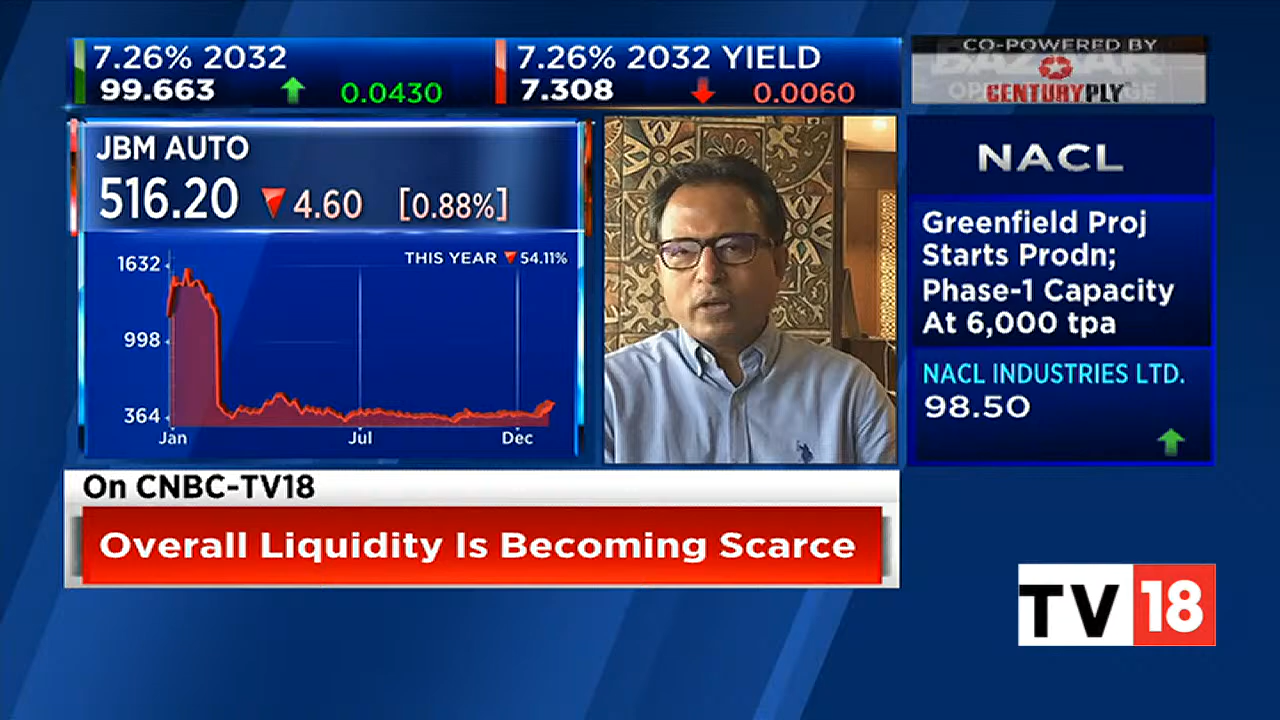 7.26% 2032
99.663 0.0430
7.26% 2032 YIELD
7.308 0.0060
CO-POWERED BY
CENTURYPLY
JBM AUTO
516.20 4.60 [0.88%]
THIS YEAR 54.11%
1632
998
364
Jan Jul Dec
NACL
Greenfield Proj
Starts Prodn;
Phase-1 Capacity
At 6,000 tpa
NACL INDUSTRIES LTD.
98.50
On CNBC-TV18
Overall Liquidity Is Becoming Scarce
TV18